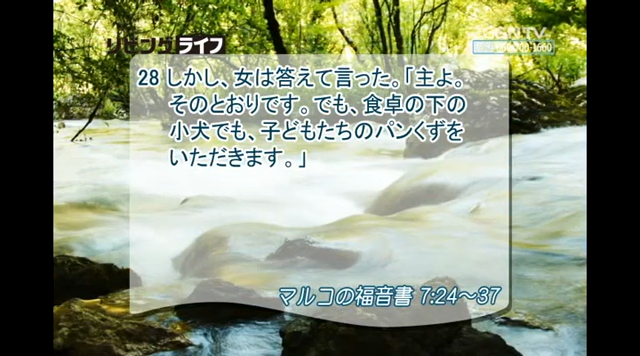 リビングライフ
CGNTV
28 しかし、女は答えて言った。「主よ。
そのとおりです。でも、食卓の下の
小犬でも、子どもたちのパンくずを
いただきます。」
マルコの福音書 7:24～37